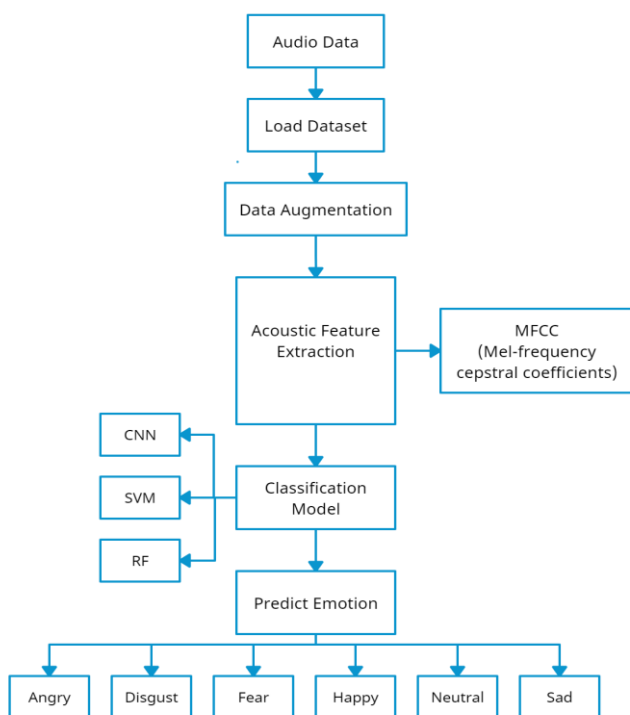 Audio Data
Load Dataset
Data Augmentation
Acoustic Feature
Extraction
MFCC
(Mel-frequency
cepstral coefficients)
CNN
SVM
RF
Classification
Model
Predict Emotion
Angry
Disgust
Fear
Happy
Neutral
Sad